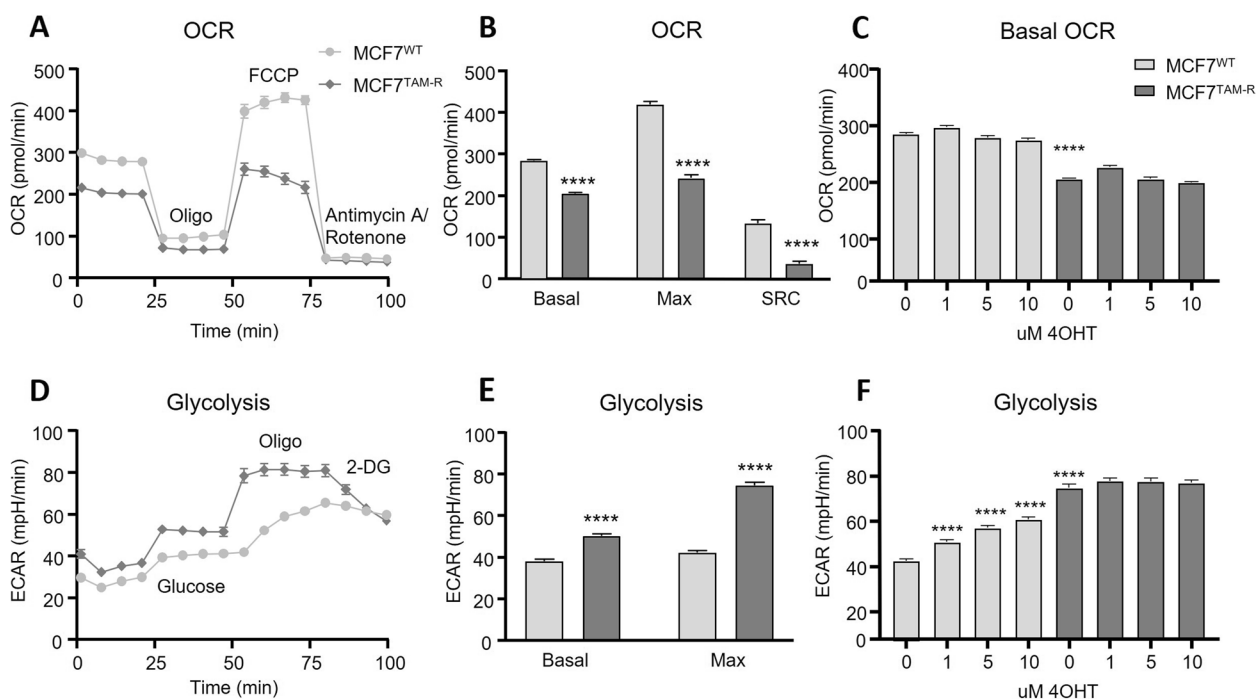 A
OCR
MCF7WT
MCF7TAM-R
FCCP
Oligo
Antimycin A/
Rotenone
OCR (pmol/min)
500
400
300
200
100
0
0 25 50 75 100
Time (min)
B
OCR
OCR (pmol/min)
500
400
300
200
100
0
****
****
****
Basal Max SRC
C
Basal OCR
MCF7WT
MCF7TAM-R
OCR (pmol/min)
400
300
200
100
0
****
0 1 5 10 0 1 5 10
uM 4OHT
D
Glycolysis
ECAR (mpH/min)
100
80
60
40
20
0
Oligo
2-DG
Glucose
0 25 50 75 100
Time (min)
E
Glycolysis
ECAR (mpH/min)
100
80
60
40
20
0
****
****
Basal Max
F
Glycolysis
ECAR (mpH/min)
100
80
60
40
20
0
**** **** **** ****
0 1 5 10 0 1 5 10
uM 4OHT